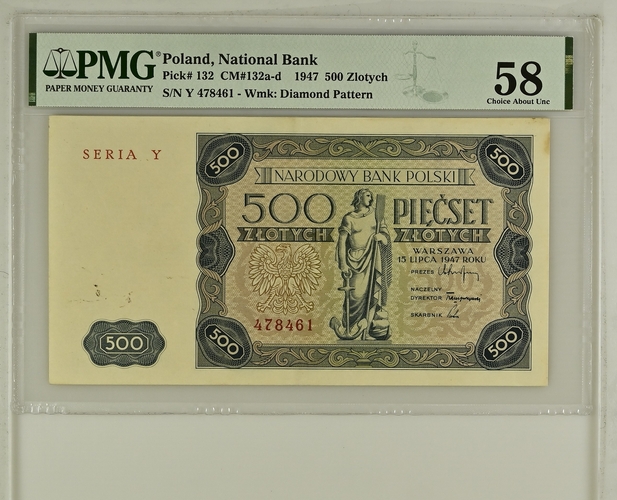 PMG®
PAPER MONEY GUARANTY
Poland, National Bank
Pick# 132 CM#132a-d 1947 500 Zlotych
S/N Y 478461 - Wmk: Diamond Pattern
58
Choice About Unc
SERIA Y
500
500
NARODOWY BANK POLSKI
500 PIĘĆSET
ZŁOTYCH ZŁOTYCH
WARSZAWA
15 LIPCA 1947 ROKU
PREZES
NACZELNY
DYREKTOR
SKARBNIK
478461
500
500
500